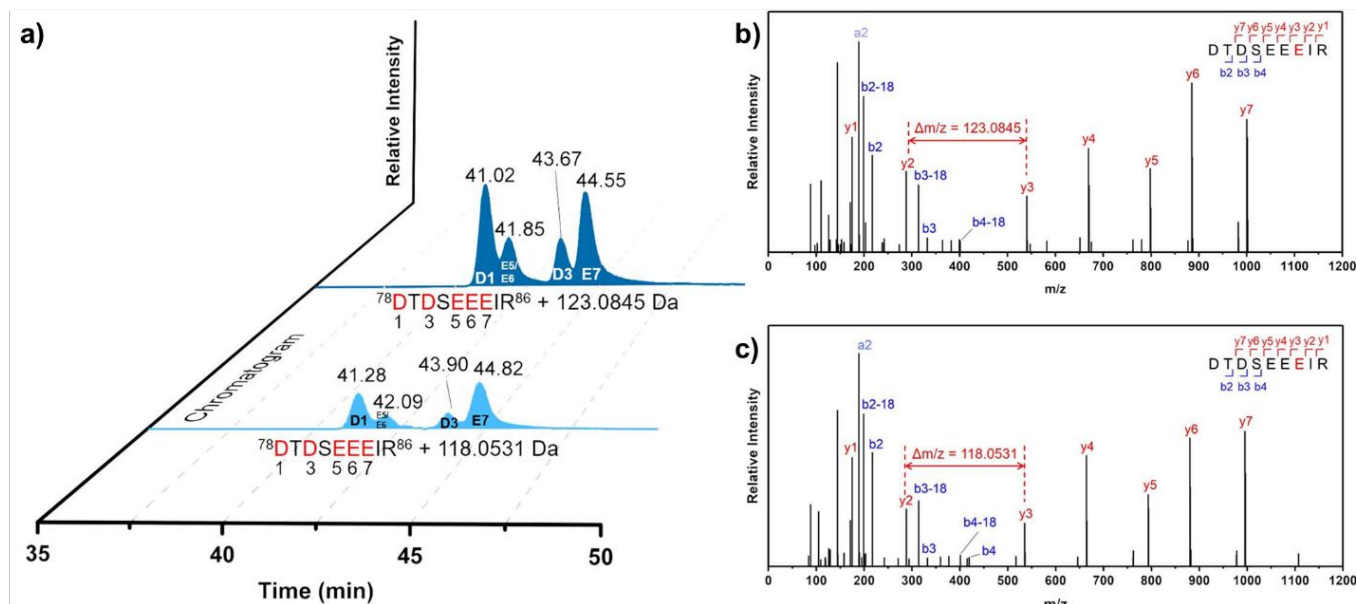 a)
Relative Intensity
41.02
43.67
44.55
41.85
D1
E5/
E6
D3
E7
78DTDSEEEIR86 + 123.0845 Da
1 3 5 6 7
Chromatogram
41.28
43.90
44.82
42.09
D1
E5/
E6
D3
E7
78DTDSEEEIR86 + 118.0531 Da
1 3 5 6 7
35 40 45 50
Time (min)
b)
Relative Intensity
a2
y7 y6 y5 y4 y3 y2 y1
DTDSEEEIR
b2 b3 b4
y6
b2-18
y7
Δm/z = 123.0845
y1
b2
y4
y2
y5
b3-18
y3
b4-18
b3
0 100 200 300 400 500 600 700 800 900 1000 1100 1200
m/z
c)
Relative Intensity
a2
y7 y6 y5 y4 y3 y2 y1
DTDSEEEIR
b2 b3 b4
b2-18
y6
y7
y1
b2
Δm/z = 118.0531
y4
y2
b3-18
y5
y3
b4-18
b3
b4
0 100 200 300 400 500 600 700 800 900 1000 1100 1200
m/z